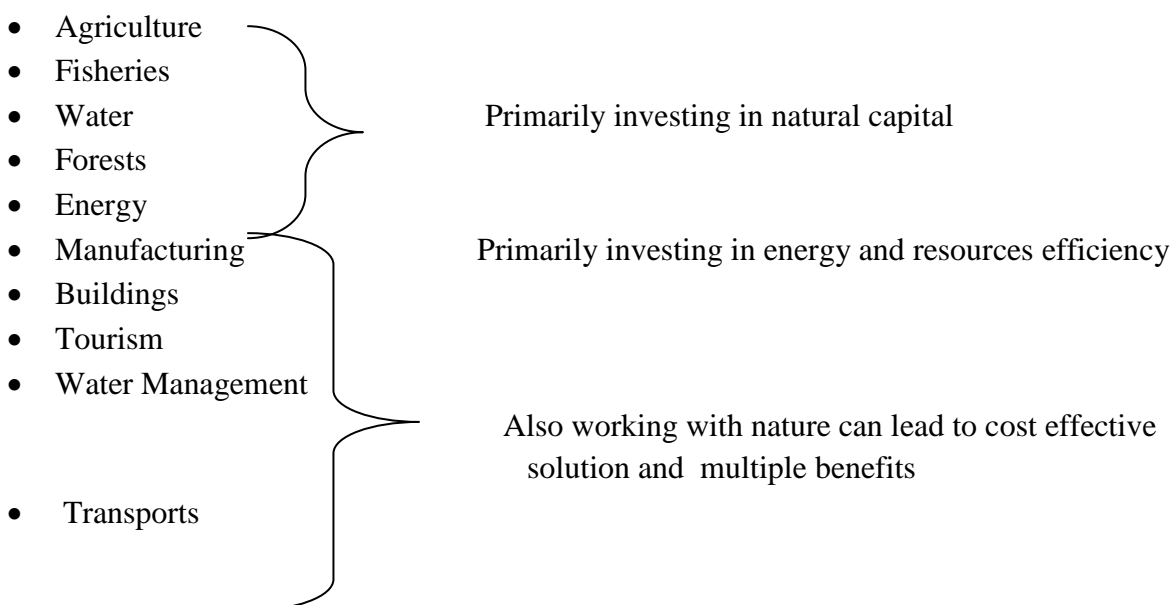 • Agriculture
• Fisheries
• Water Primarily investing in natural capital
• Forests
• Energy
• Manufacturing Primarily investing in energy and resources efficiency
• Buildings
• Tourism
• Water Management
Also working with nature can lead to cost effective
solution and multiple benefits
• Transports